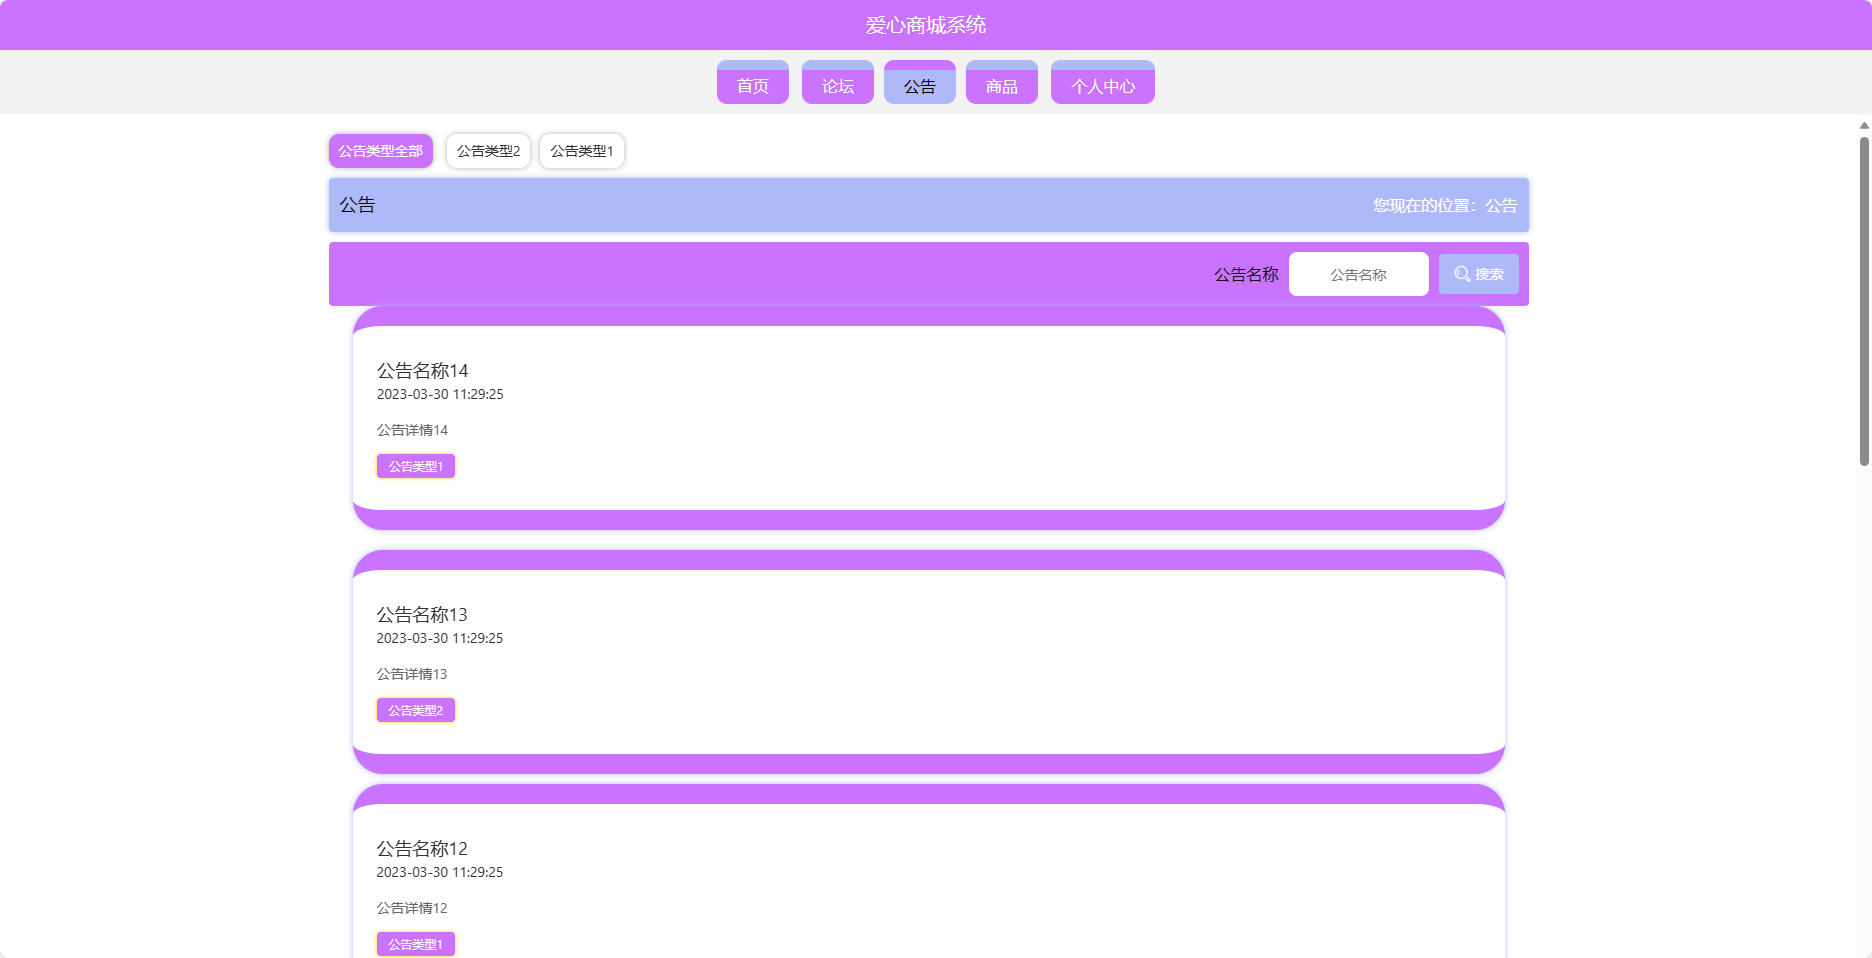 爱心商城系统
首页 论坛 公告 商品 个人中心
公告类型全部 公告类型2 公告类型1
公告 您现在的位置：公告
公告名称 公告名称 搜索
公告名称14
2023-03-30 11:29:25
公告详情14
公告类型1
公告名称13
2023-03-30 11:29:25
公告详情13
公告类型2
公告名称12
2023-03-30 11:29:25
公告详情12
公告类型1